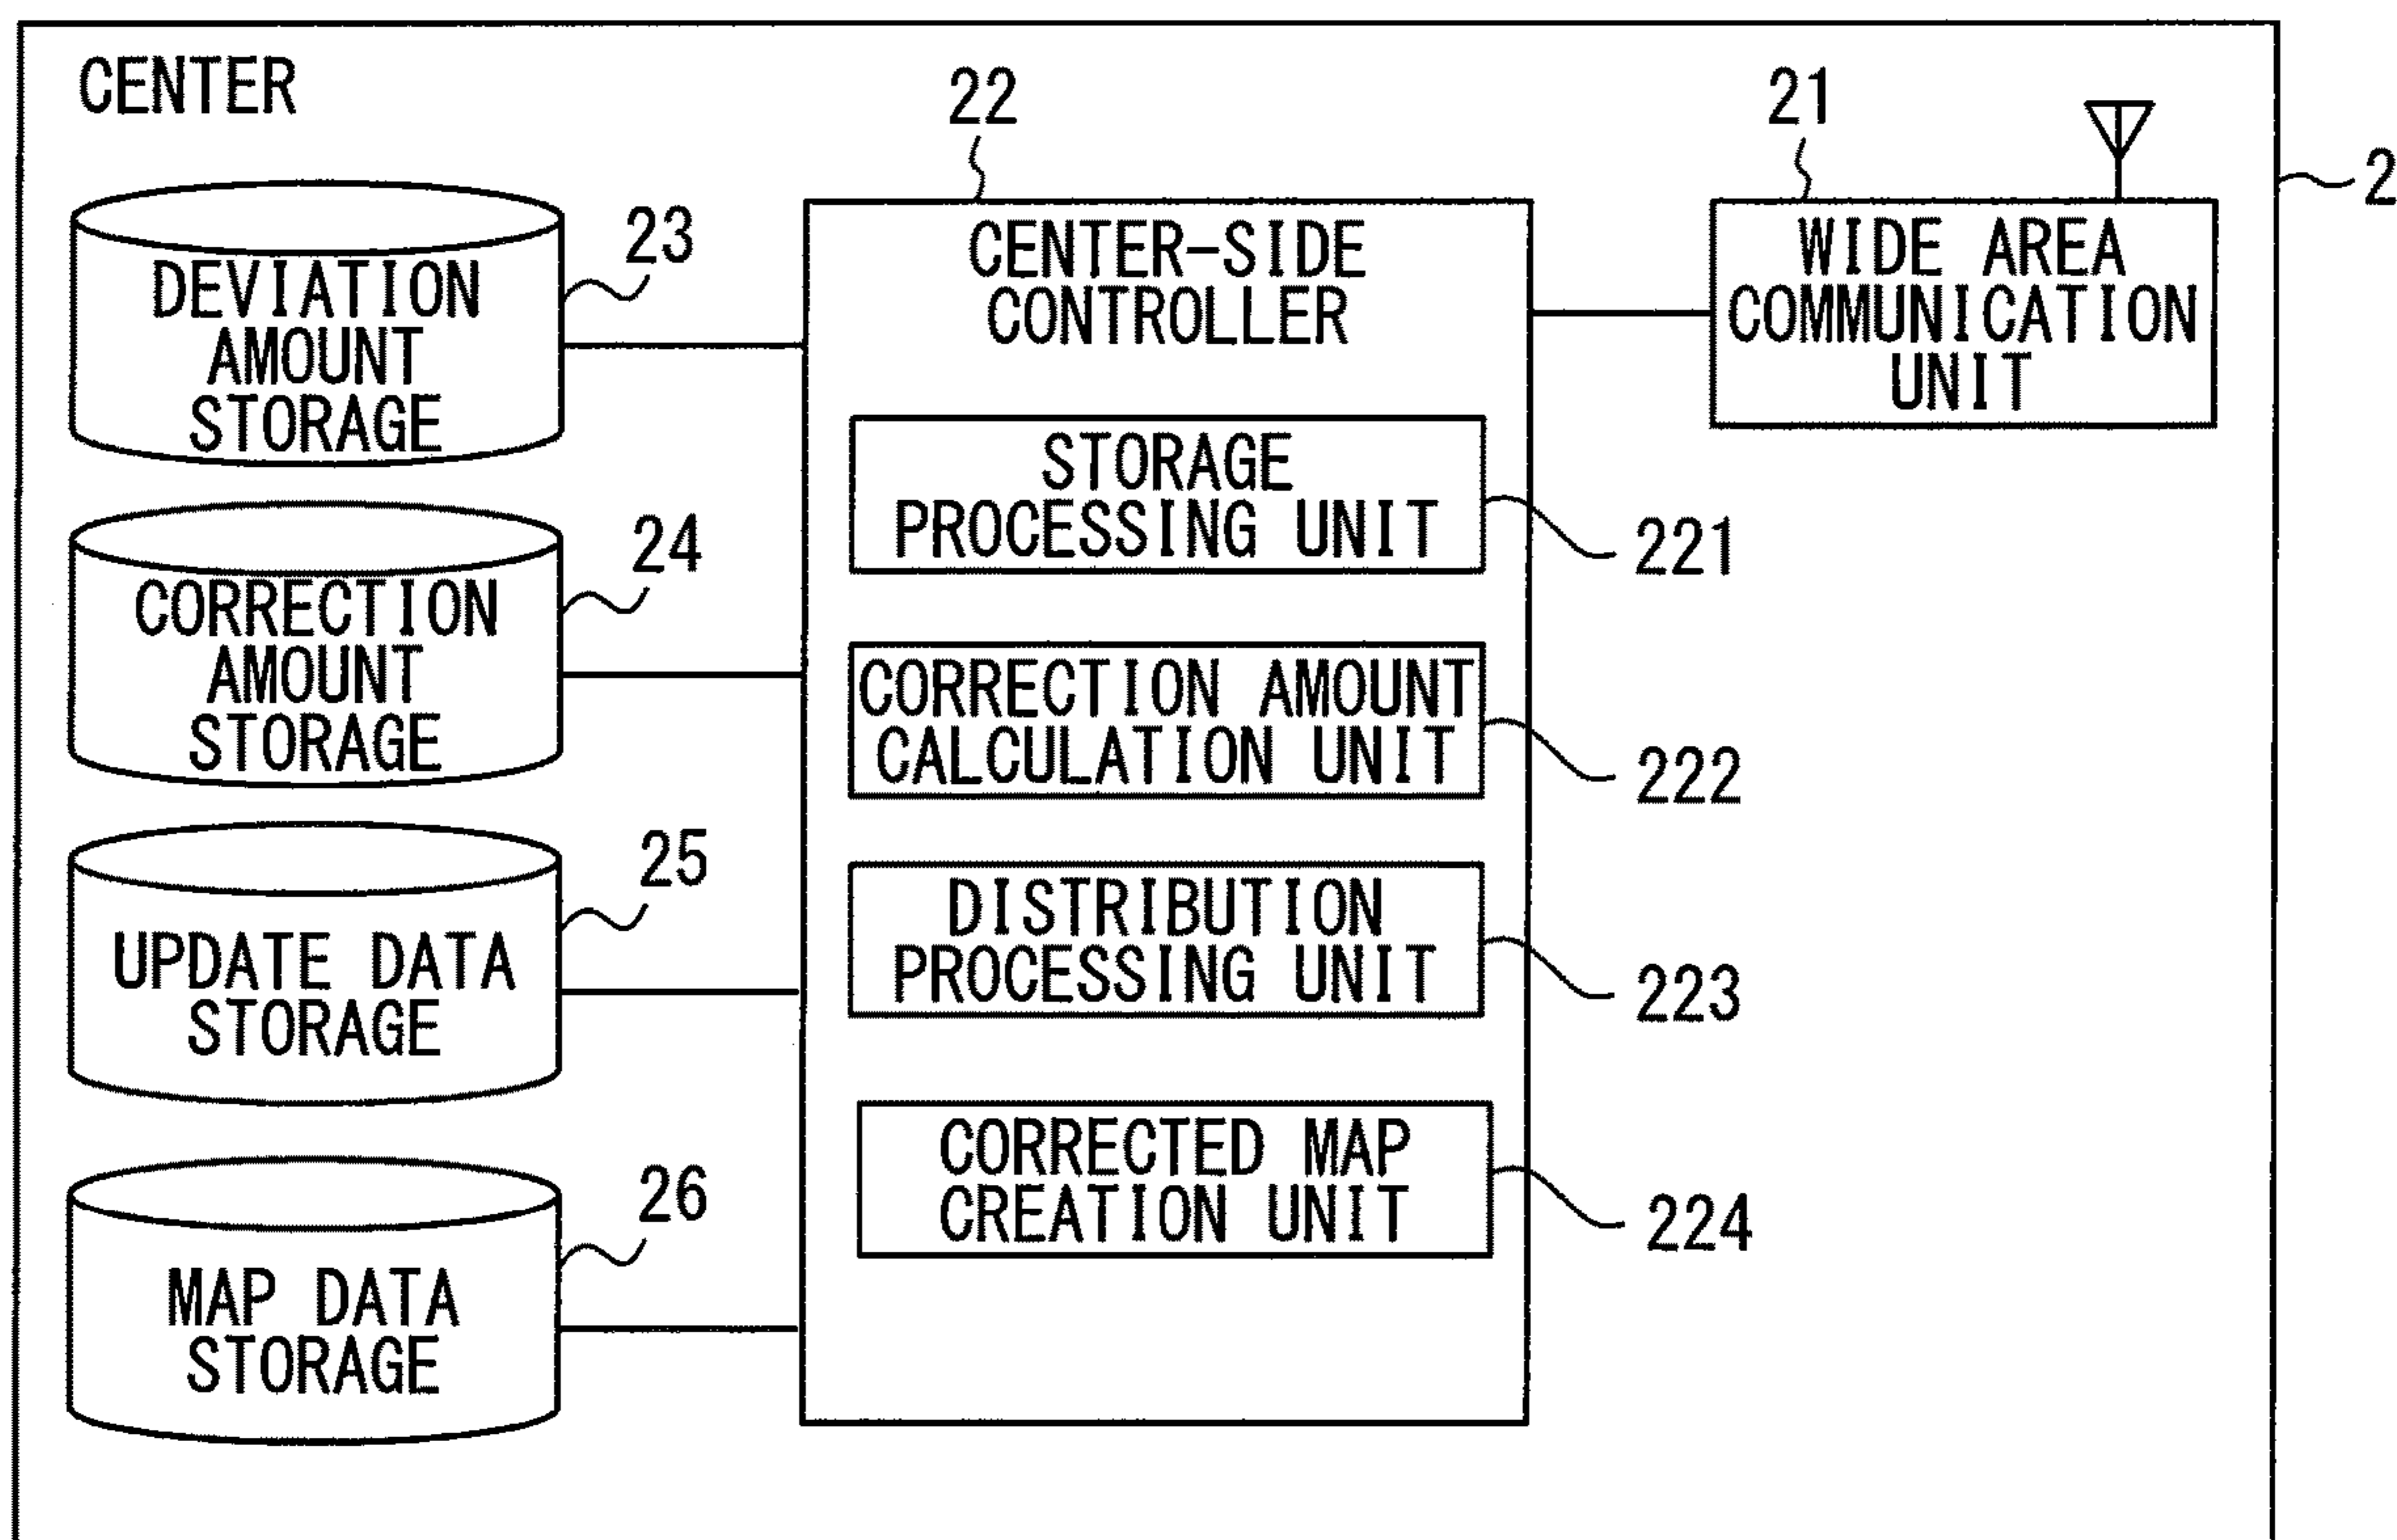 CENTER
22
21
2
23
DEVIATION
AMOUNT
STORAGE
CENTER-SIDE
CONTROLLER
WIDE AREA
COMMUNICATION
UNIT
24
CORRECTION
AMOUNT
STORAGE
STORAGE
PROCESSING UNIT
221
CORRECTION AMOUNT
CALCULATION UNIT
222
25
UPDATE DATA
STORAGE
DISTRIBUTION
PROCESSING UNIT
223
26
MAP DATA
STORAGE
CORRECTED MAP
CREATION UNIT
224